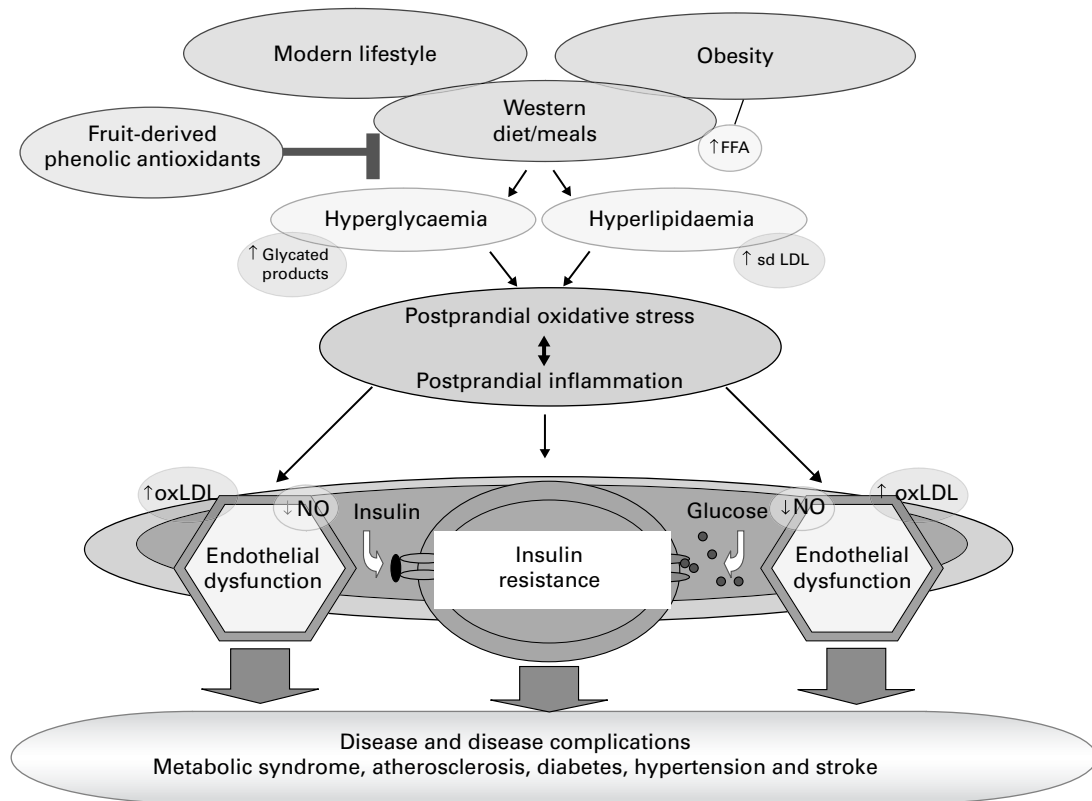 Modern lifestyle
Obesity
Western
diet/meals
Fruit-derived
phenolic antioxidants
↑FFA
Hyperglycaemia
Hyperlipidaemia
↑ Glycated
products
↑ sd LDL
Postprandial oxidative stress
Postprandial inflammation
↑oxLDL
↓NO
Insulin
Glucose
↓NO
↑ oxLDL
Endothelial
dysfunction
Insulin
resistance
Endothelial
dysfunction
Disease and disease complications
Metabolic syndrome, atherosclerosis, diabetes, hypertension and stroke